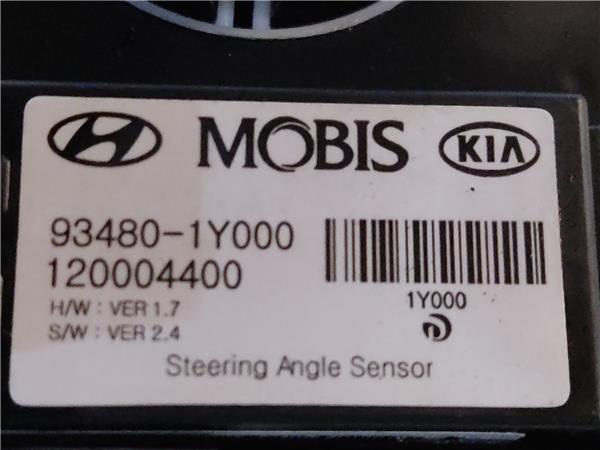 MOBIS KIA
93480-1Y000
120004400
H/W : VER 1.7
S/W : VER 2.4
1Y000
Steering Angle Sensor